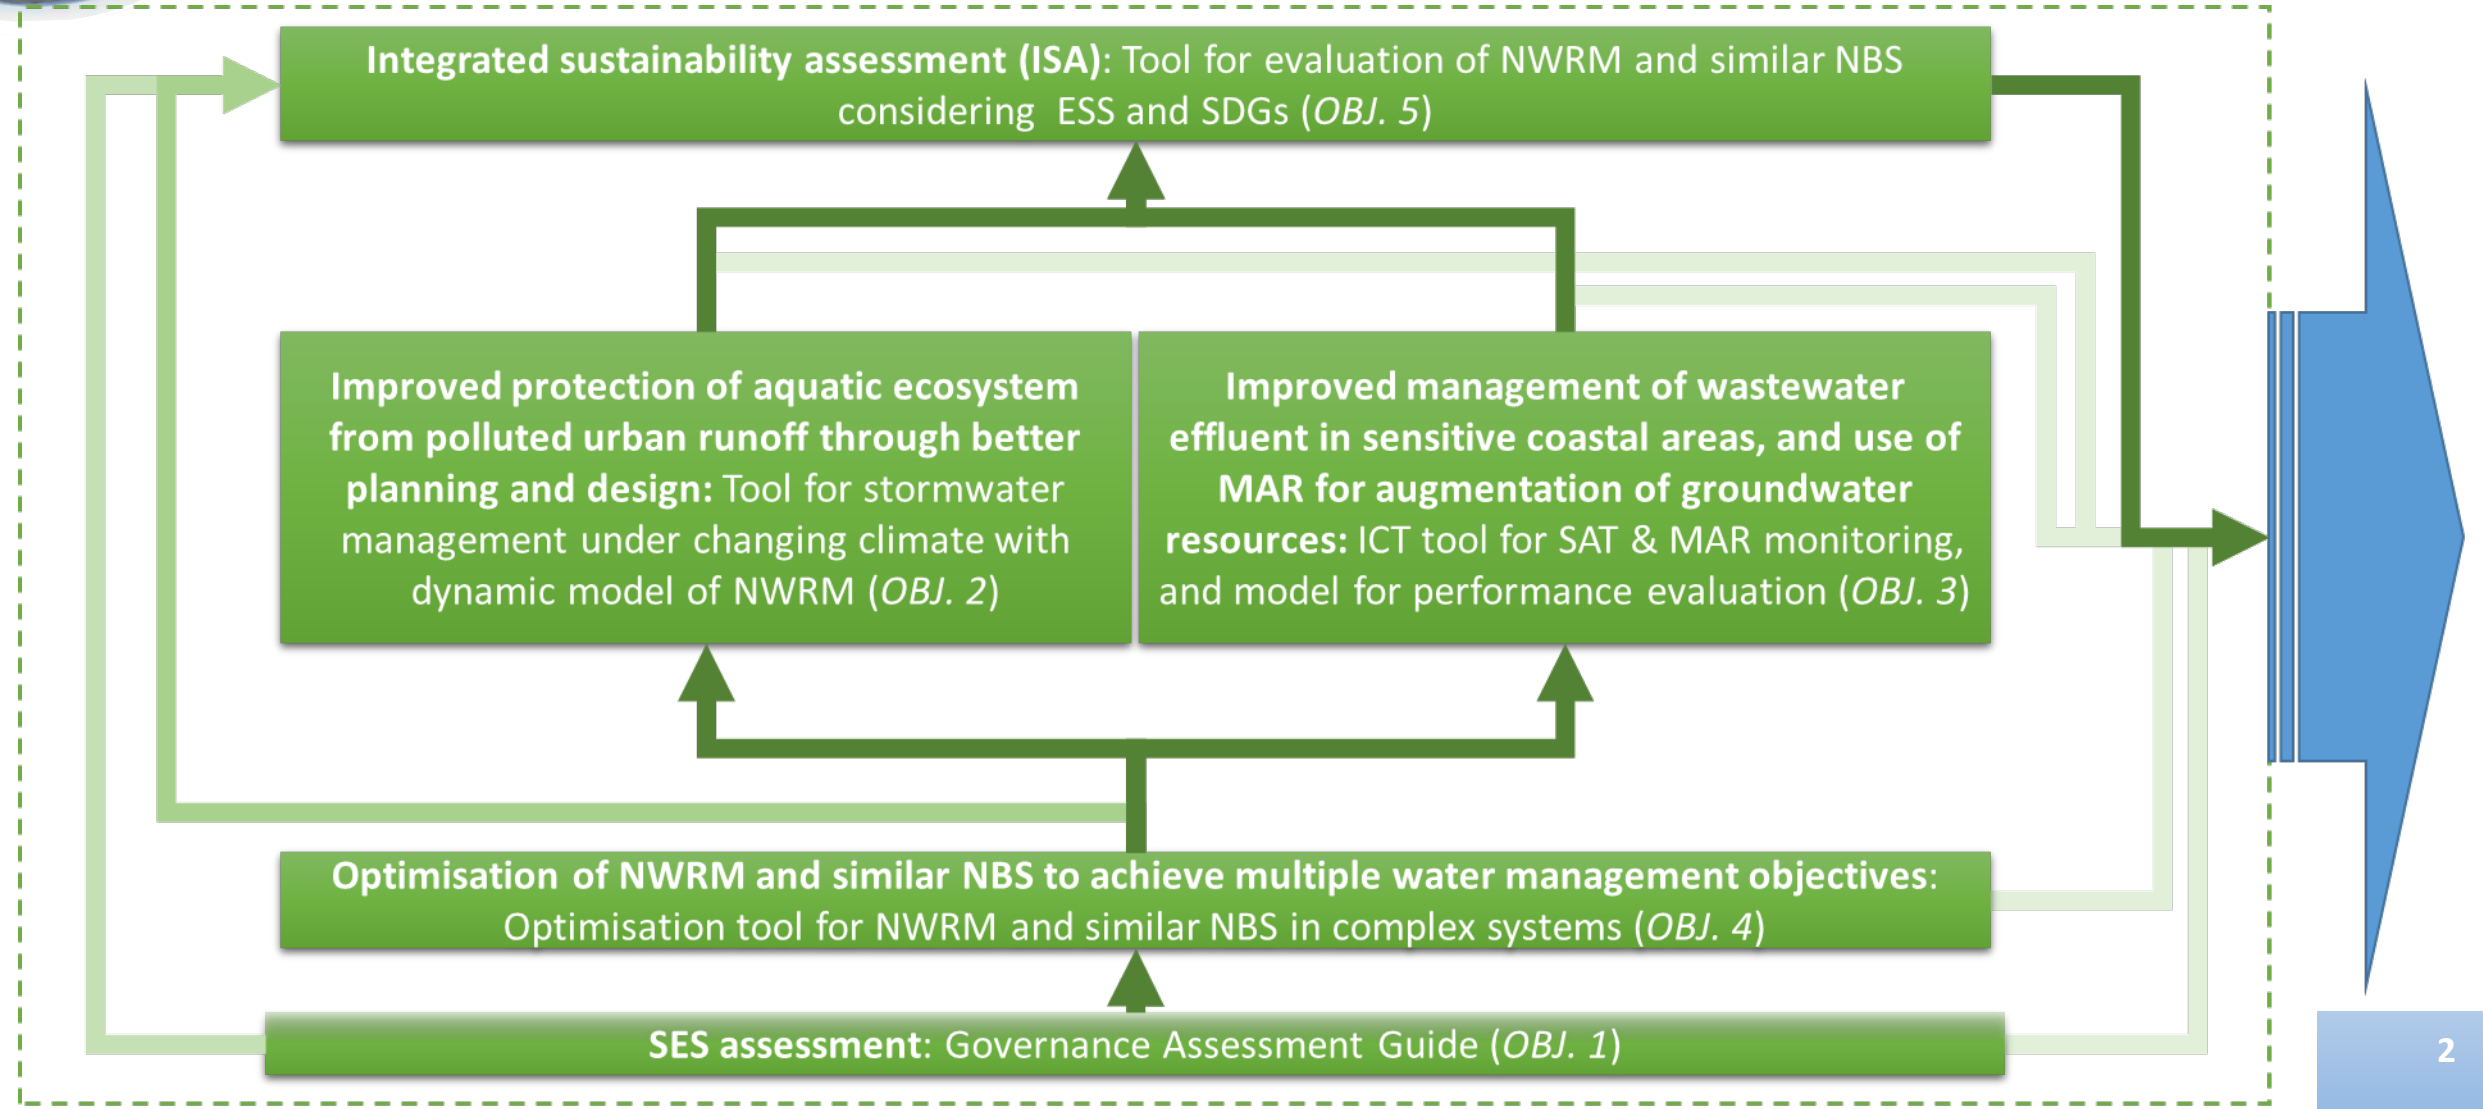 Integrated sustainability assessment (ISA): Tool for evaluation of NWRM and similar NBS
considering ESS and SDGs (OBJ. 5)
Improved protection of aquatic ecosystem
from polluted urban runoff through better
planning and design: Tool for stormwater
management under changing climate with
dynamic model of NWRM (OBJ. 2)
Improved management of wastewater
effluent in sensitive coastal areas, and use of
MAR for augmentation of groundwater
resources: ICT tool for SAT & MAR monitoring,
and model for performance evaluation (OBJ. 3)
Optimisation of NWRM and similar NBS to achieve multiple water management objectives:
Optimisation tool for NWRM and similar NBS in complex systems (OBJ. 4)
SES assessment: Governance Assessment Guide (OBJ. 1)
2